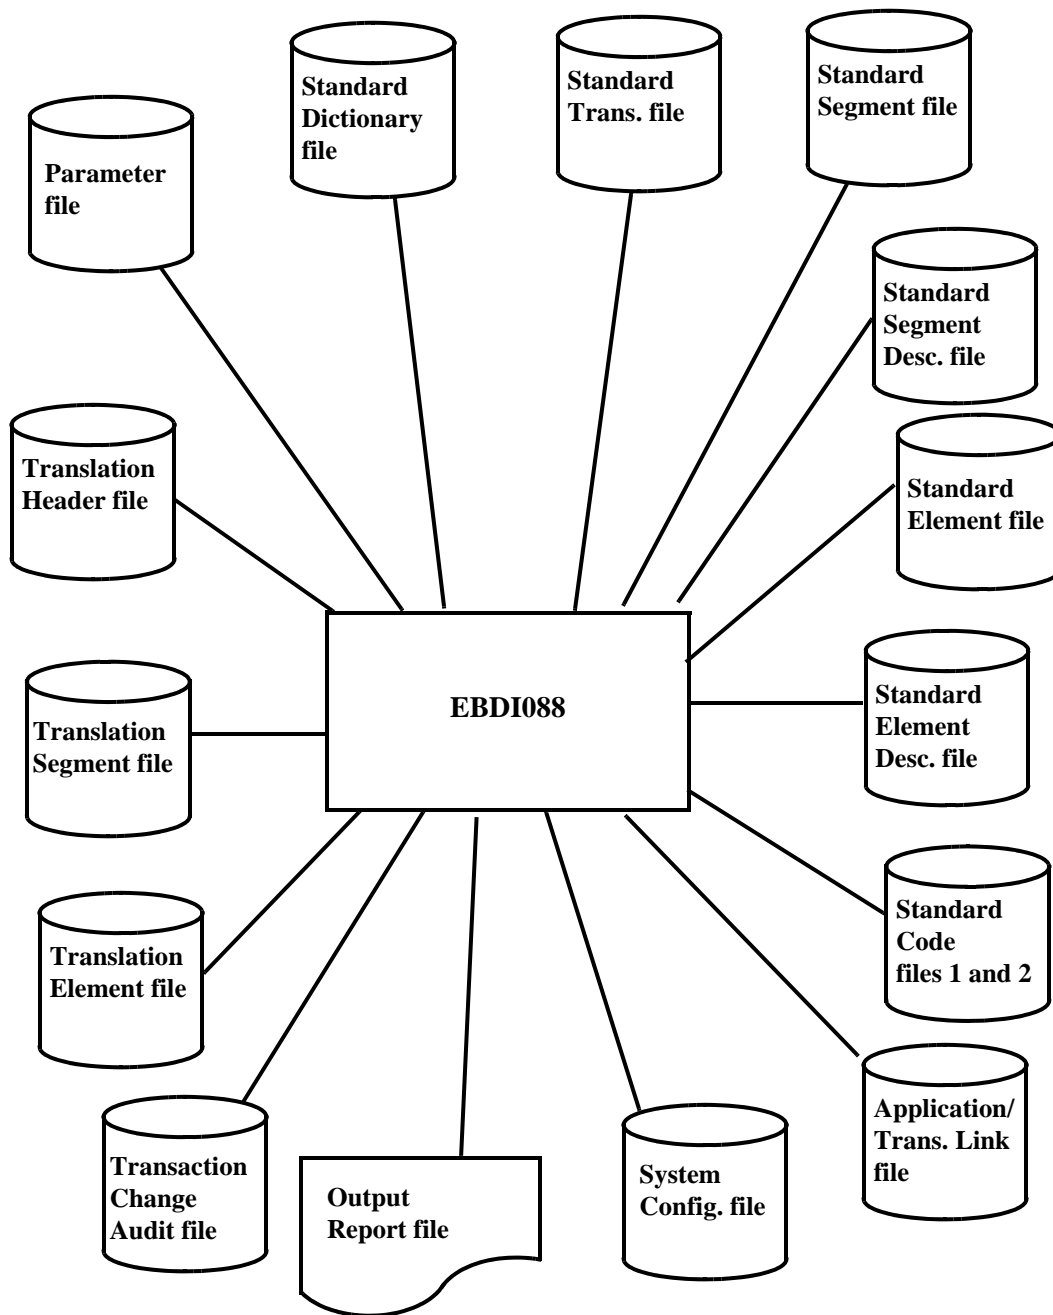 Standard
Dictionary
file
Standard
Trans. file
Standard
Segment file
Parameter
file
Standard
Segment
Desc. file
Translation
Header file
Standard
Element file
EBDI088
Translation
Segment file
Standard
Element
Desc. file
Translation
Element file
Standard
Code
files 1 and 2
Transaction
Change
Audit file
Output
Report file
System
Config. file
Application/
Trans. Link
file